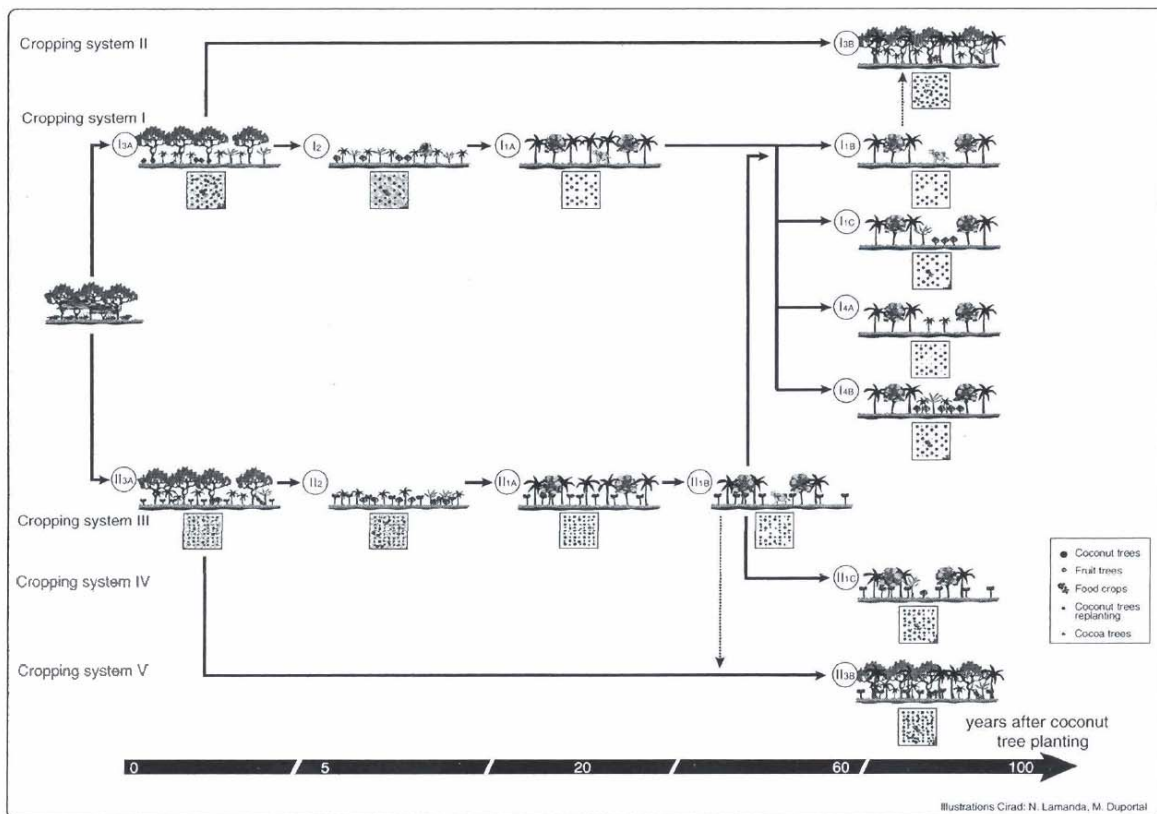 Cropping system II
I3B
Cropping system I
I3A
I2
I1A
I1B
I1C
I4A
I4B
II3A
II2
II1A
II1B
Cropping system III
Cropping system IV
II1C
Cropping system V
II3B
Coconut trees
Fruit trees
Food crops
Coconut trees
replanting
Cocoa trees
years after coconut
tree planting
0
5
20
60
100
Illustrations Cirad: N. Lamanda, M. Duportal